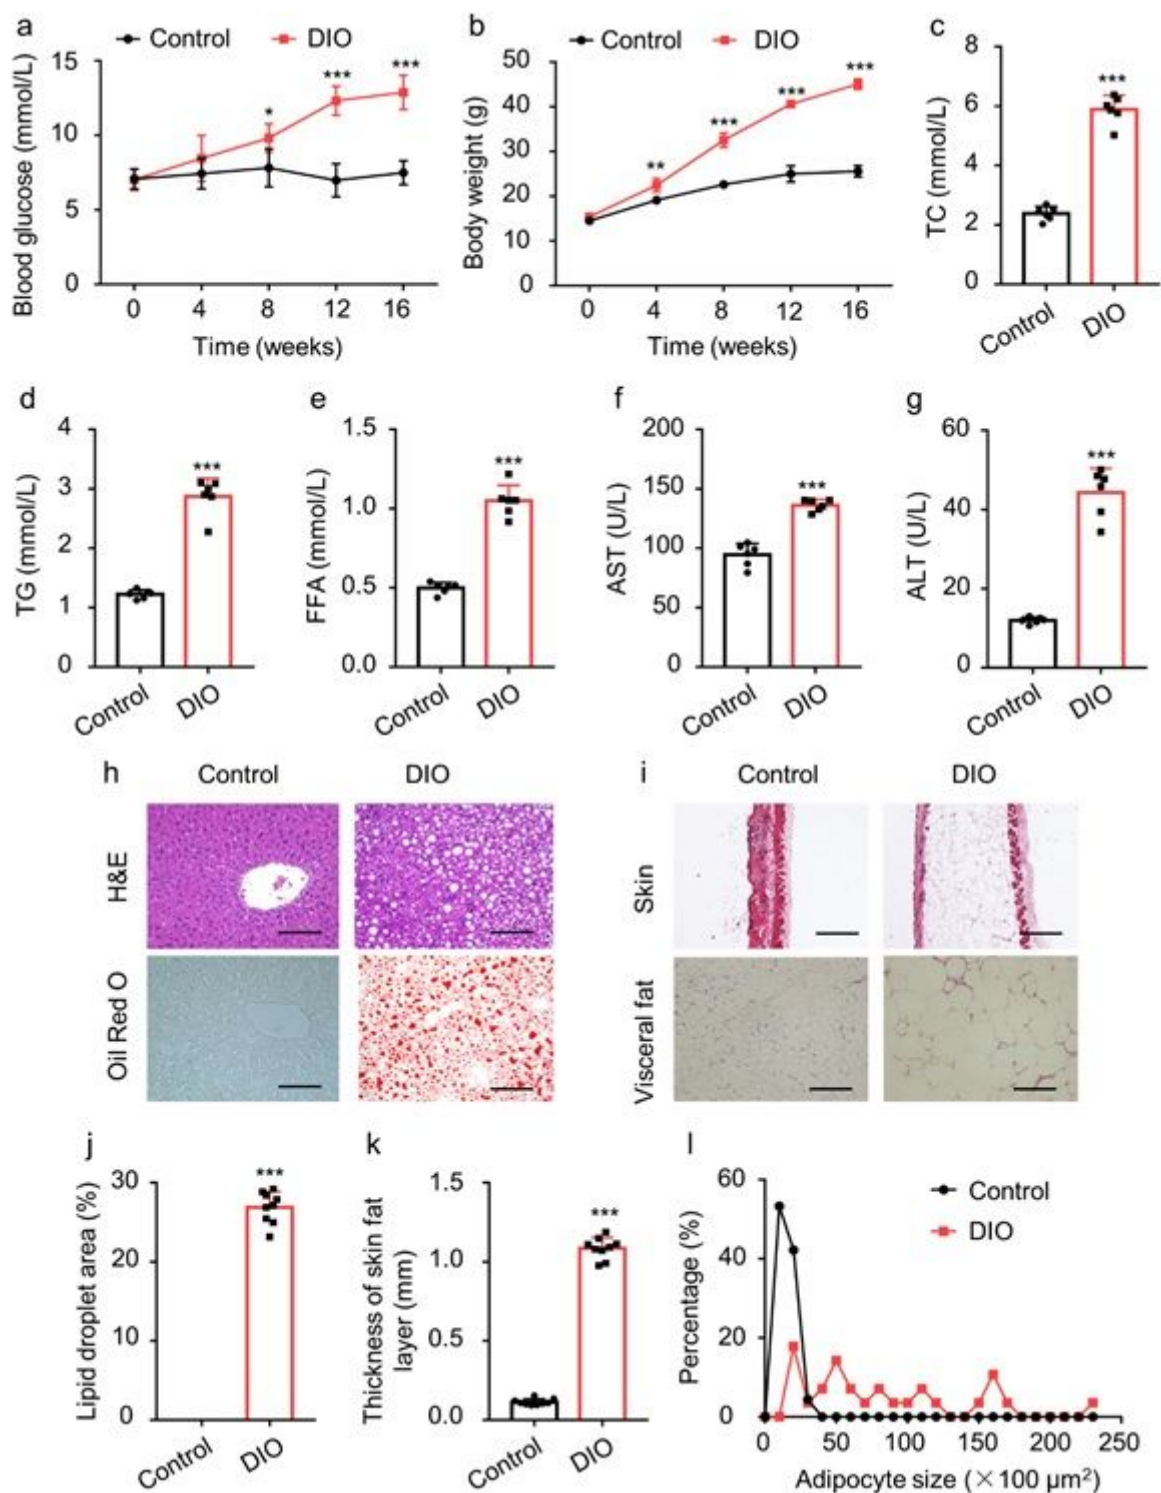 a
Control
DIO
Blood glucose (mmol/L)
15
10
5
0
*
***
***
0 4 8 12 16
Time (weeks)
b
Control
DIO
Body weight (g)
50
40
30
20
10
0
**
***
***
***
0 4 8 12 16
Time (weeks)
c
TC (mmol/L)
8
6
4
2
0
***
Control
DIO
d
TG (mmol/L)
4
3
2
1
0
***
Control
DIO
e
FFA (mmol/L)
1.5
1.0
0.5
0.0
***
Control
DIO
f
AST (U/L)
200
150
100
50
0
***
Control
DIO
g
ALT (U/L)
60
40
20
0
***
Control
DIO
h
Control
DIO
H&E
Oil Red O
i
Control
DIO
Skin
Visceral fat
j
Lipid droplet area (%)
30
20
10
0
***
Control
DIO
k
Thickness of skin fat
layer (mm)
1.5
1.0
0.5
0.0
***
Control
DIO
l
Percentage (%)
60
40
20
0
Control
DIO
0 50 100 150 200 250
Adipocyte size (×100 µm²)